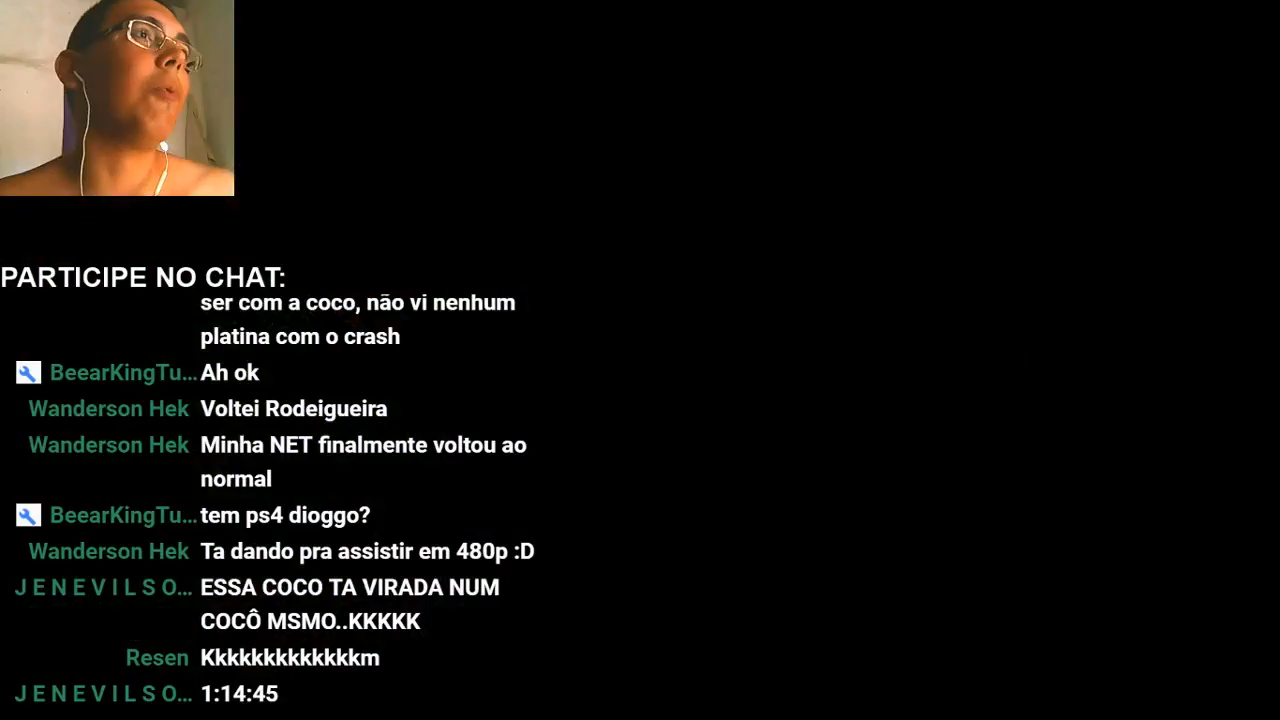 PARTICIPE NO CHAT:
ser com a coco, não vi nenhum
platina com o crash
BeearKingTu... Ah ok
Wanderson Hek Voltei Rodeigueira
Wanderson Hek Minha NET finalmente voltou ao
normal
BeearKingTu... tem ps4 dioggo?
Wanderson Hek Ta dando pra assistir em 480p :D
J E N E V I L S O... ESSA COCO TA VIRADA NUM
COCÔ MSMO..KKKKK
Resen Kkkkkkkkkkkkkm
J E N E V I L S O... 1:14:45